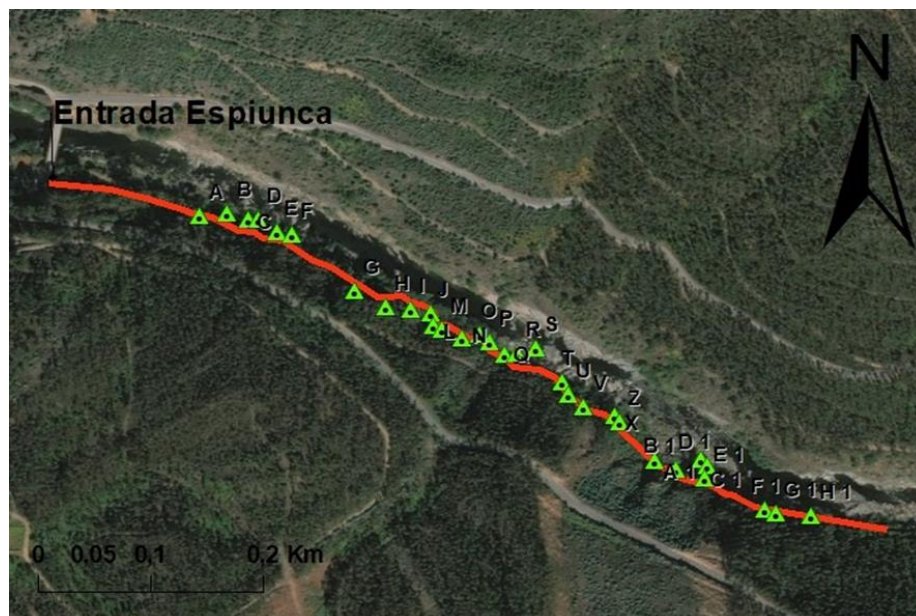 N
Entrada Espiunca
A
B
D
C
E
F
G
H
I
J
M
L
O
P
N
R
S
Q
T
U
V
Z
X
B 1
D 1
A 1
E 1
C 1
F 1
G 1
H 1
0 0,05 0,1 0,2 Km